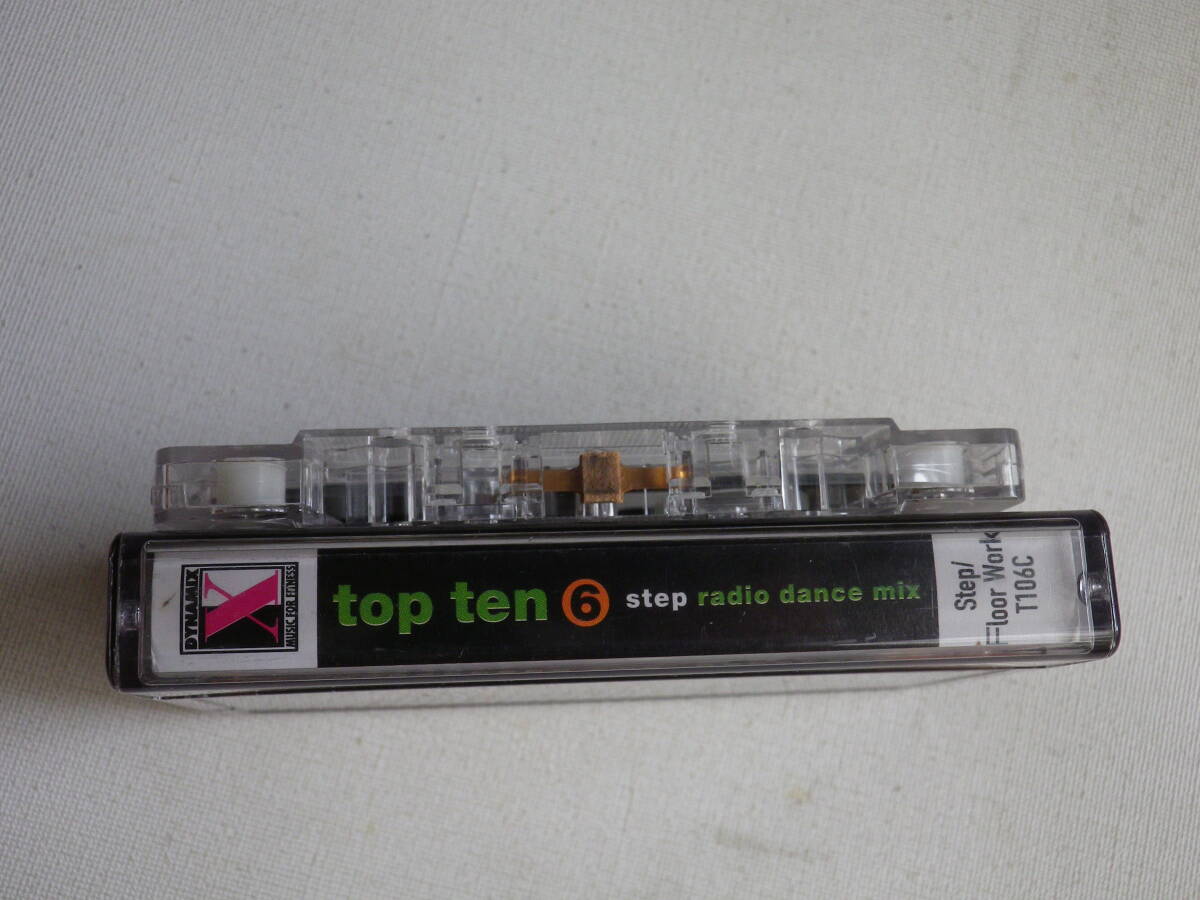 DYNAMIX
X
MUSIC FOR FITNESS
top ten 6 step radio dance mix
Step/
Floor Work
T106C